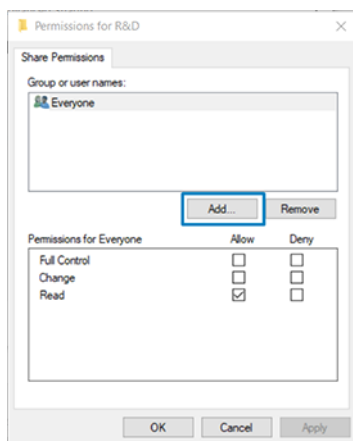 Permissions for R&D
Share Permissions
Group or user names:
Everyone
Add... Remove
Permissions for Everyone Allow Deny
Full Control
Change
Read
OK Cancel Apply